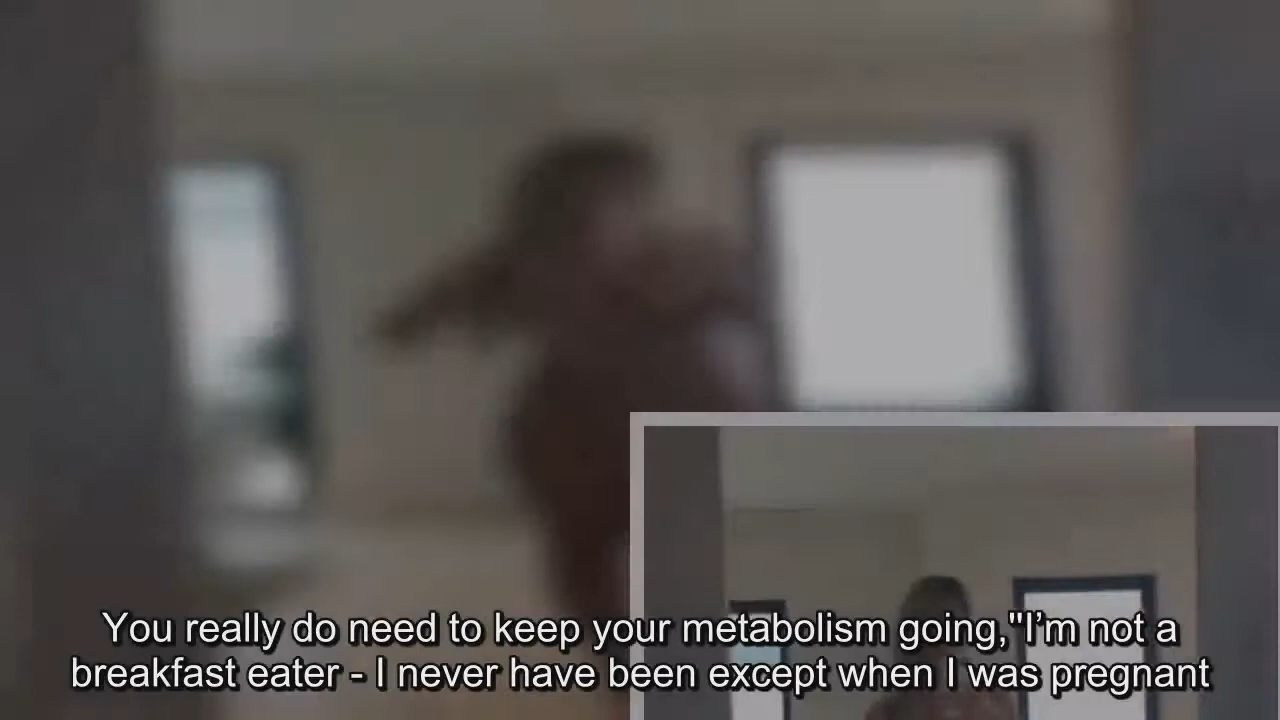 You really do need to keep your metabolism going,"I'm not a
breakfast eater - I never have been except when I was pregnant